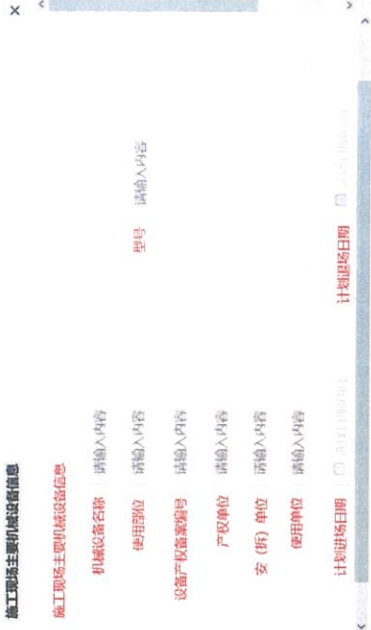 施工现场主要机械设备信息
施工现场主要机械设备信息
机械设备名称 请输入内容
使用部位 请输入内容 型号 请输入内容
设备产权备案编号 请输入内容
产权单位 请输入内容
安（拆）单位 请输入内容
使用单位 请输入内容
计划进场日期 计划退场日期